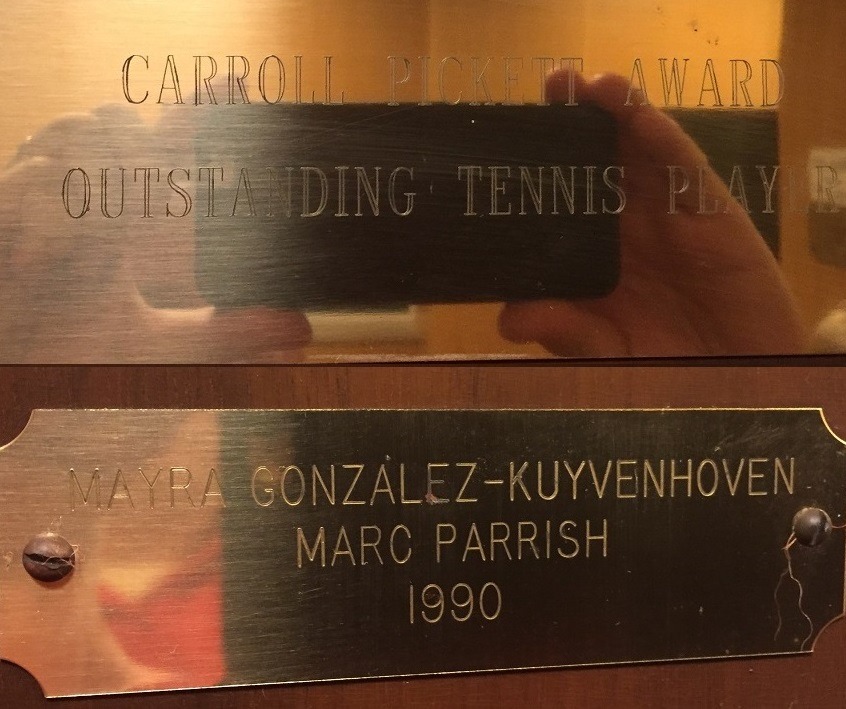 CARROLL PICKETT AWARD
OUTSTANDING TENNIS PLAYER
MAYRA GONZALEZ-KUYVENHOVEN
MARC PARRISH
1990